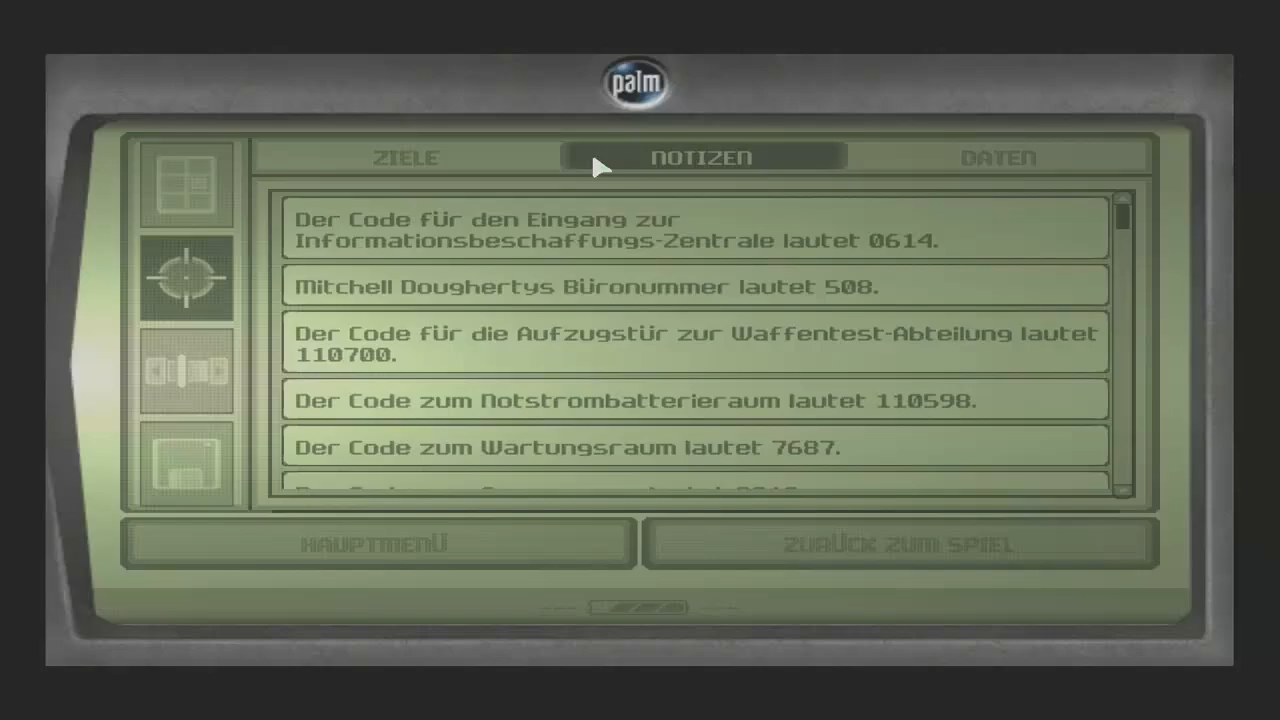 palm
ZIELE
NOTIZEN
DATEN
Der Code für den Eingang zur
Informationsbeschaffungs-Zentrale lautet 0614.
Mitchell Doughertys Büronummer lautet 508.
Der Code für die Aufzugstür zur Waffentest-Abteilung lautet
110700.
Der Code zum Notstrombatterieraum lautet 110598.
Der Code zum Wartungsraum lautet 7687.
HAUPTMENÜ
ZURÜCK ZUM SPIEL